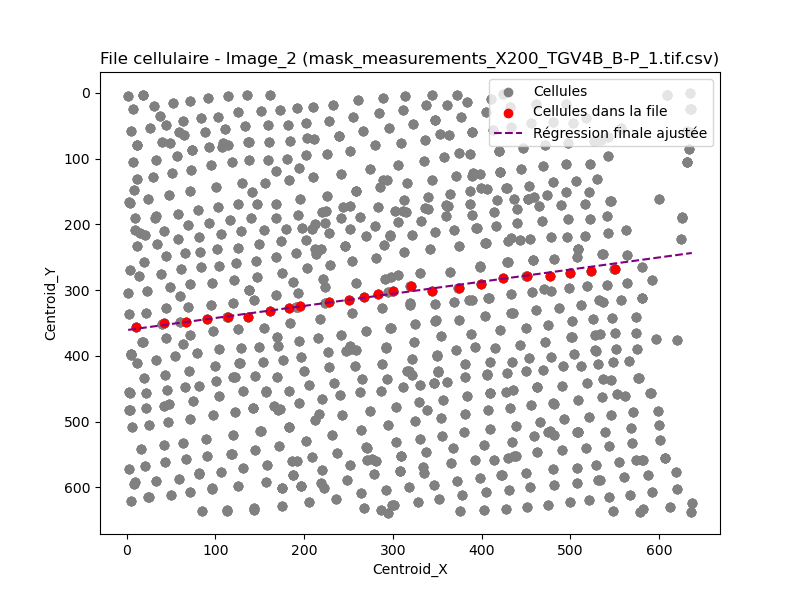 File cellulaire - Image_2 (mask_measurements_X200_TGV4B_B-P_1.tif.csv)
Cellules
Cellules dans la file
Régression finale ajustée
Centroid_Y
0
100
200
300
400
500
600
0 100 200 300 400 500 600
Centroid_X